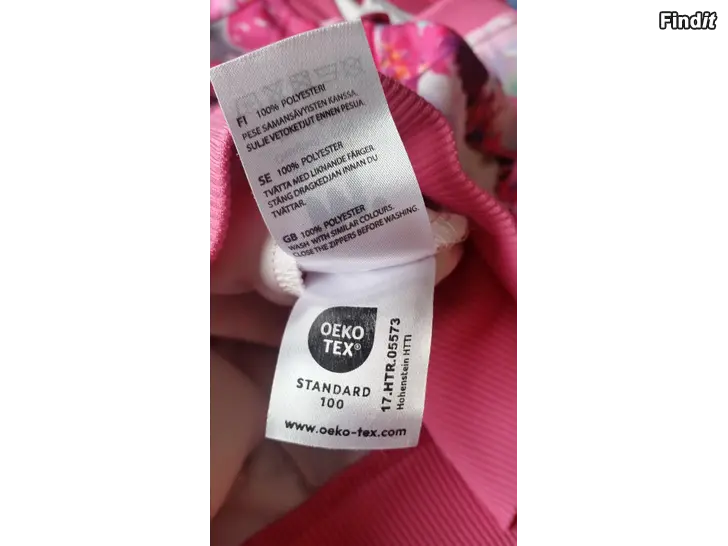 Findit
FI 100% POLYESTERI
PESE SAMANSÄVYISTEN KANSSA.
SULJE VETOKETJUT ENNEN PESUA.
SE 100% POLYESTER
TVÄTTA MED LIKNANDE FÄRGER.
STÄNG DRAGKEDJAN INNAN DU
TVÄTTAR.
GB 100% POLYESTER
WASH WITH SIMILAR COLOURS.
CLOSE THE ZIPPERS BEFORE WASHING.
OEKO
TEX®
STANDARD
100
17.HTR.05573
Hohenstein HTTI
www.oeko-tex.com